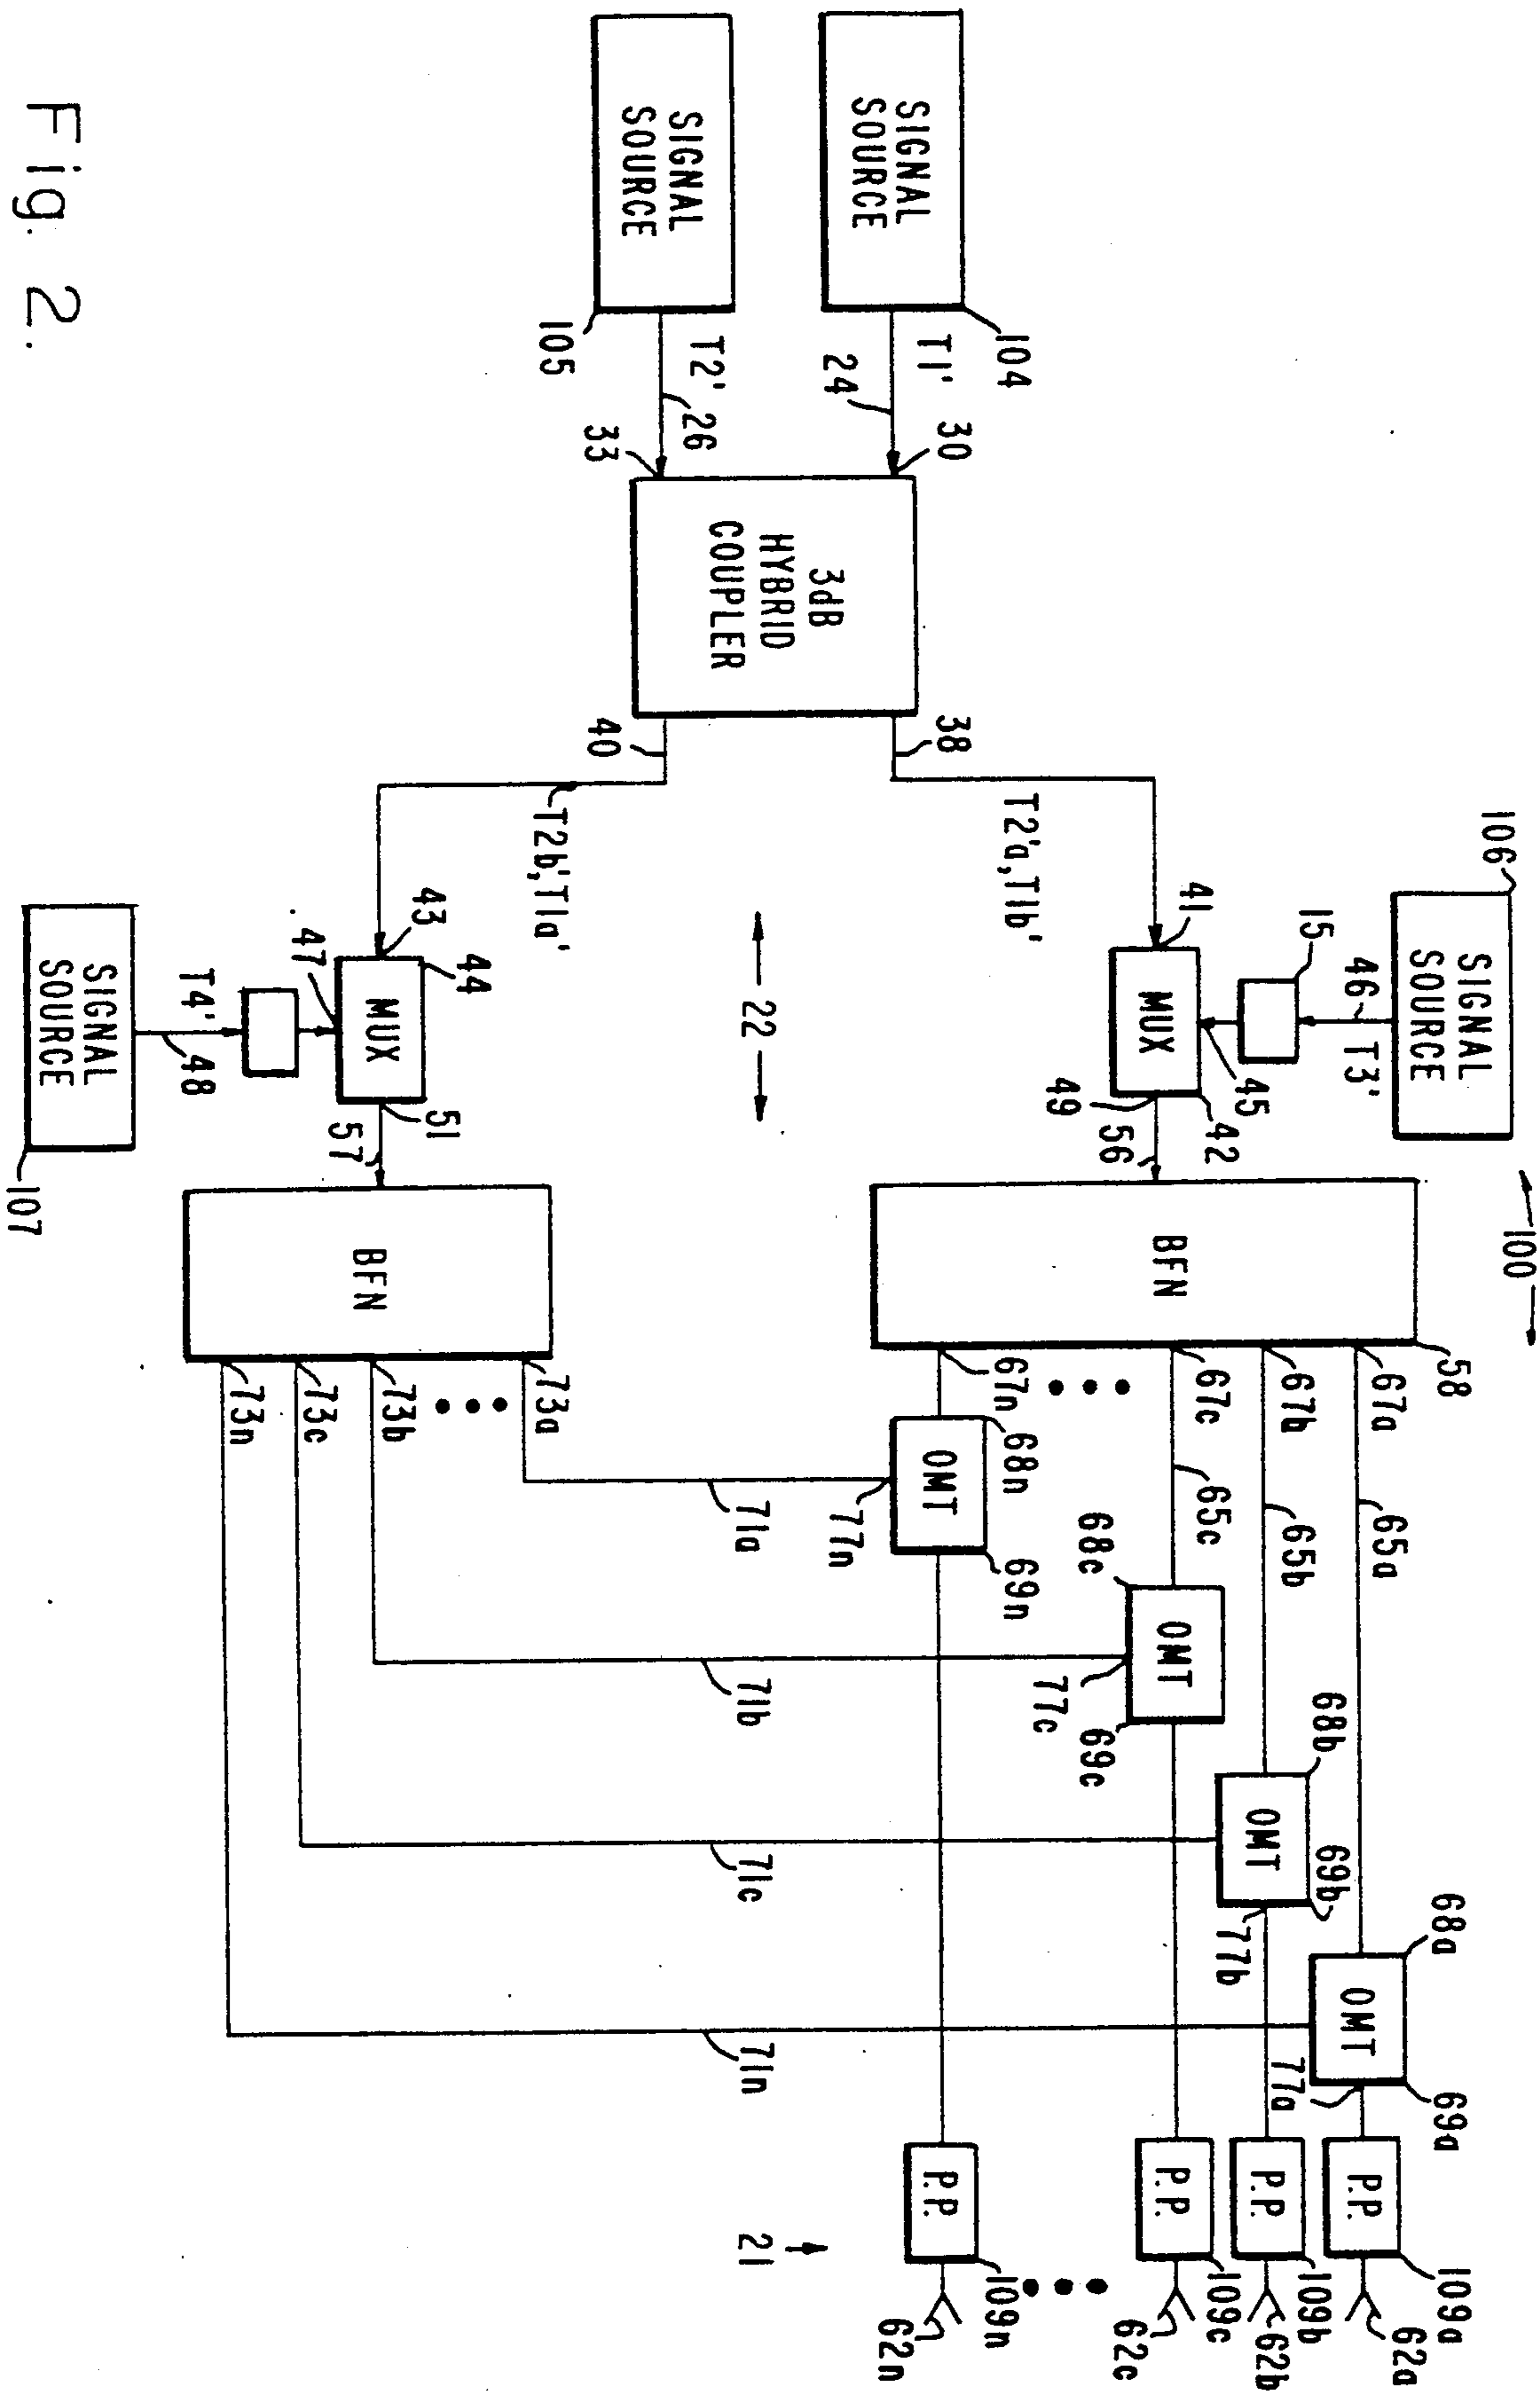 106
SIGNAL
SOURCE
100
46
T3'
15
45
41
MUX
42
49
56
58
BFN
67a
67b
67c
67n
65a
65b
65c
68a
OMT
69a
77a
68b
OMT
69b
77b
68c
OMT
69c
77c
68n
OMT
69n
77n
P.P.
109a
62a
P.P.
109b
62b
P.P.
109c
62c
P.P.
109n
62n
21
SIGNAL
SOURCE
104
T1'
24
30
SIGNAL
SOURCE
105
T2'
26
33
3dB
HYBRID
COUPLER
38
40
T2'a,T1b'
T2b',T1a'
22
43
44
MUX
47
51
57
T4'
48
SIGNAL
SOURCE
107
BFN
73a
73b
73c
73n
71a
71b
71c
71n
Fig. 2.